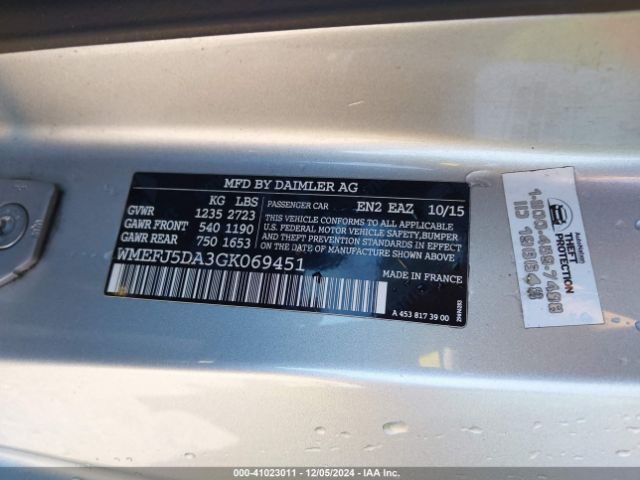 MFD BY DAIMLER AG
KG LBS
GVWR 1235 2723
GAWR FRONT 540 1190
GAWR REAR 750 1653
PASSENGER CAR EN2 EAZ 10/15
THIS VEHICLE CONFORMS TO ALL APPLICABLE
U.S. FEDERAL MOTOR VEHICLE SAFETY,BUMPER
AND THEFT PREVENTION STANDARDS IN EFFECT
ON THE DATE OF MANUFACTURE SHOWN ABOVE
WMEFJ5DA3GK069451
MADE IN FRANCE
A 453 817 39 00
THEFT
PROTECTION
000-41023011 — 12/05/2024 — IAA Inc.